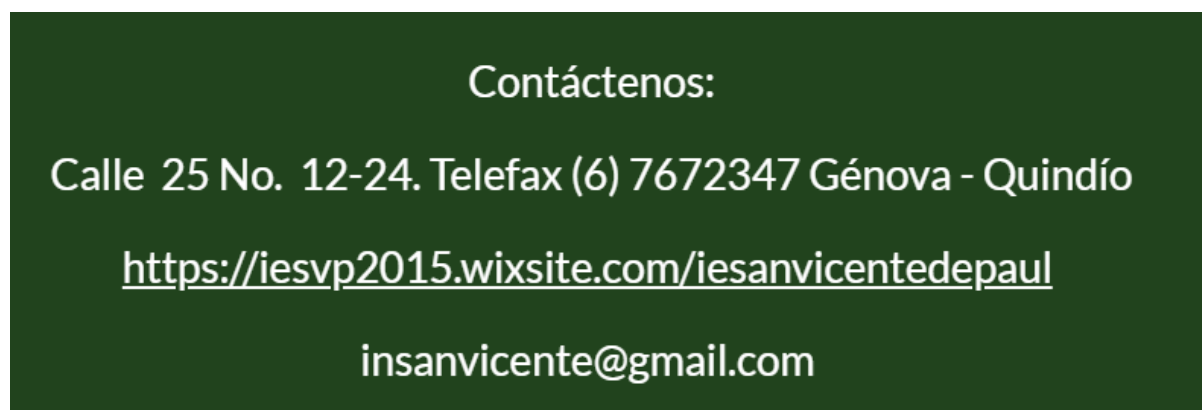 Contáctenos:
Calle 25 No. 12-24. Telefax (6) 7672347 Génova - Quindío
https://iesvp2015.wixsite.com/iesanvicentedepaul
insanvicente@gmail.com